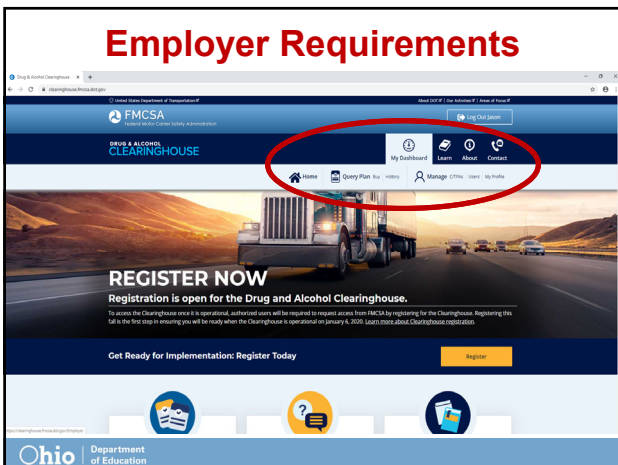 Employer Requirements
Drug & Alcohol Clearinghouse
clearinghouse.fmcsa.dot.gov
United States Department of Transportation
About DOT | Our Activities | Areas of Focus
FMCSA
Federal Motor Carrier Safety Administration
Log Out Jason
DRUG & ALCOHOL
CLEARINGHOUSE
My Dashboard Learn About Contact
Home Query Plan Buy History Manage C/TPAs Users My Profile
REGISTER NOW
Registration is open for the Drug and Alcohol Clearinghouse.
To access the Clearinghouse once it is operational, authorized users will be required to request access from FMCSA by registering for the Clearinghouse. Registering this
fall is the first step in ensuring you will be ready when the Clearinghouse is operational on January 6, 2020. Learn more about Clearinghouse registration.
Get Ready for Implementation: Register Today
Register
Ohio Department
of Education